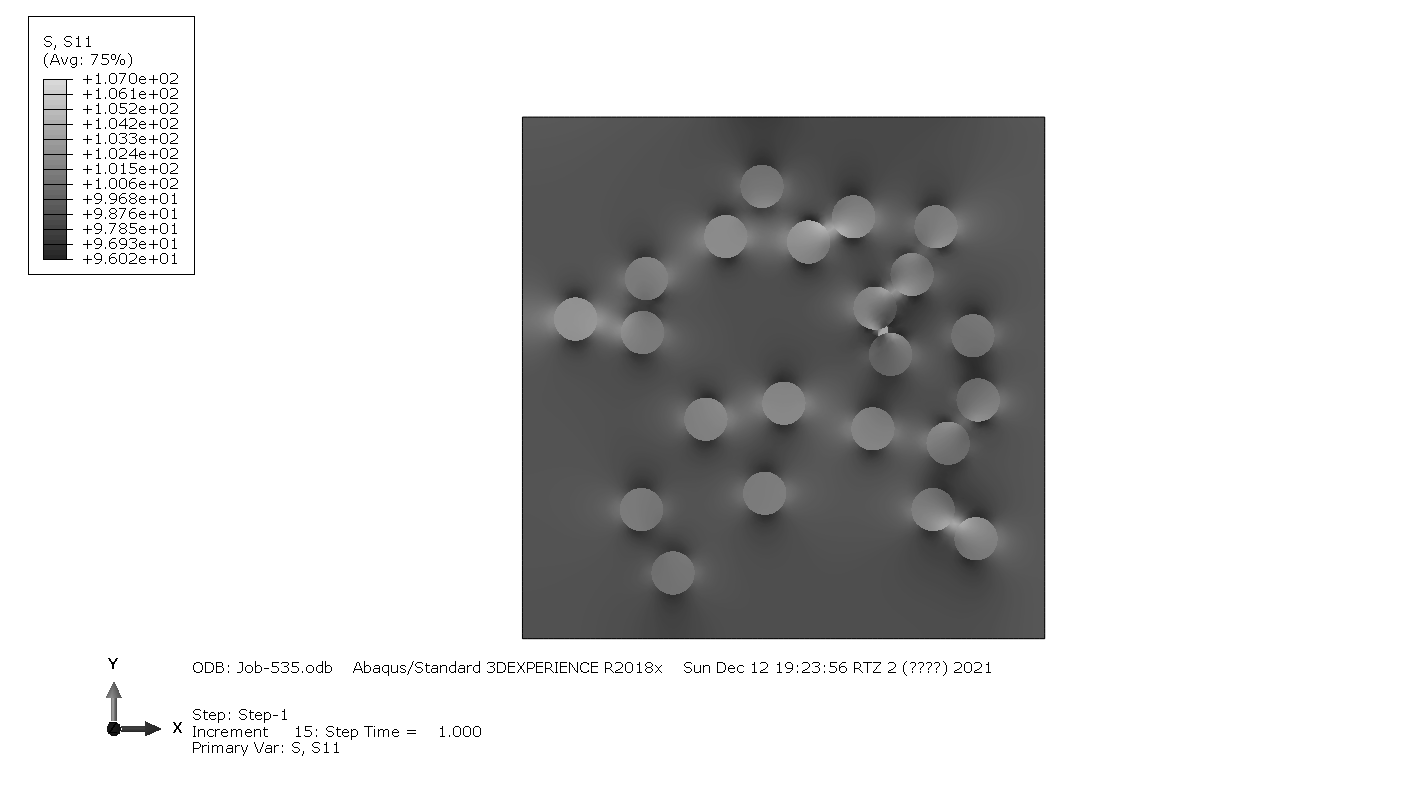 S, S11
(Avg: 75%)
+1.070e+02
+1.061e+02
+1.052e+02
+1.042e+02
+1.033e+02
+1.024e+02
+1.015e+02
+1.006e+02
+9.968e+01
+9.876e+01
+9.785e+01
+9.693e+01
+9.602e+01
Y
X
ODB: Job-535.odb Abaqus/Standard 3DEXPERIENCE R2018x Sun Dec 12 19:23:56 RTZ 2 (????) 2021
Step: Step-1
Increment 15: Step Time = 1.000
Primary Var: S, S11